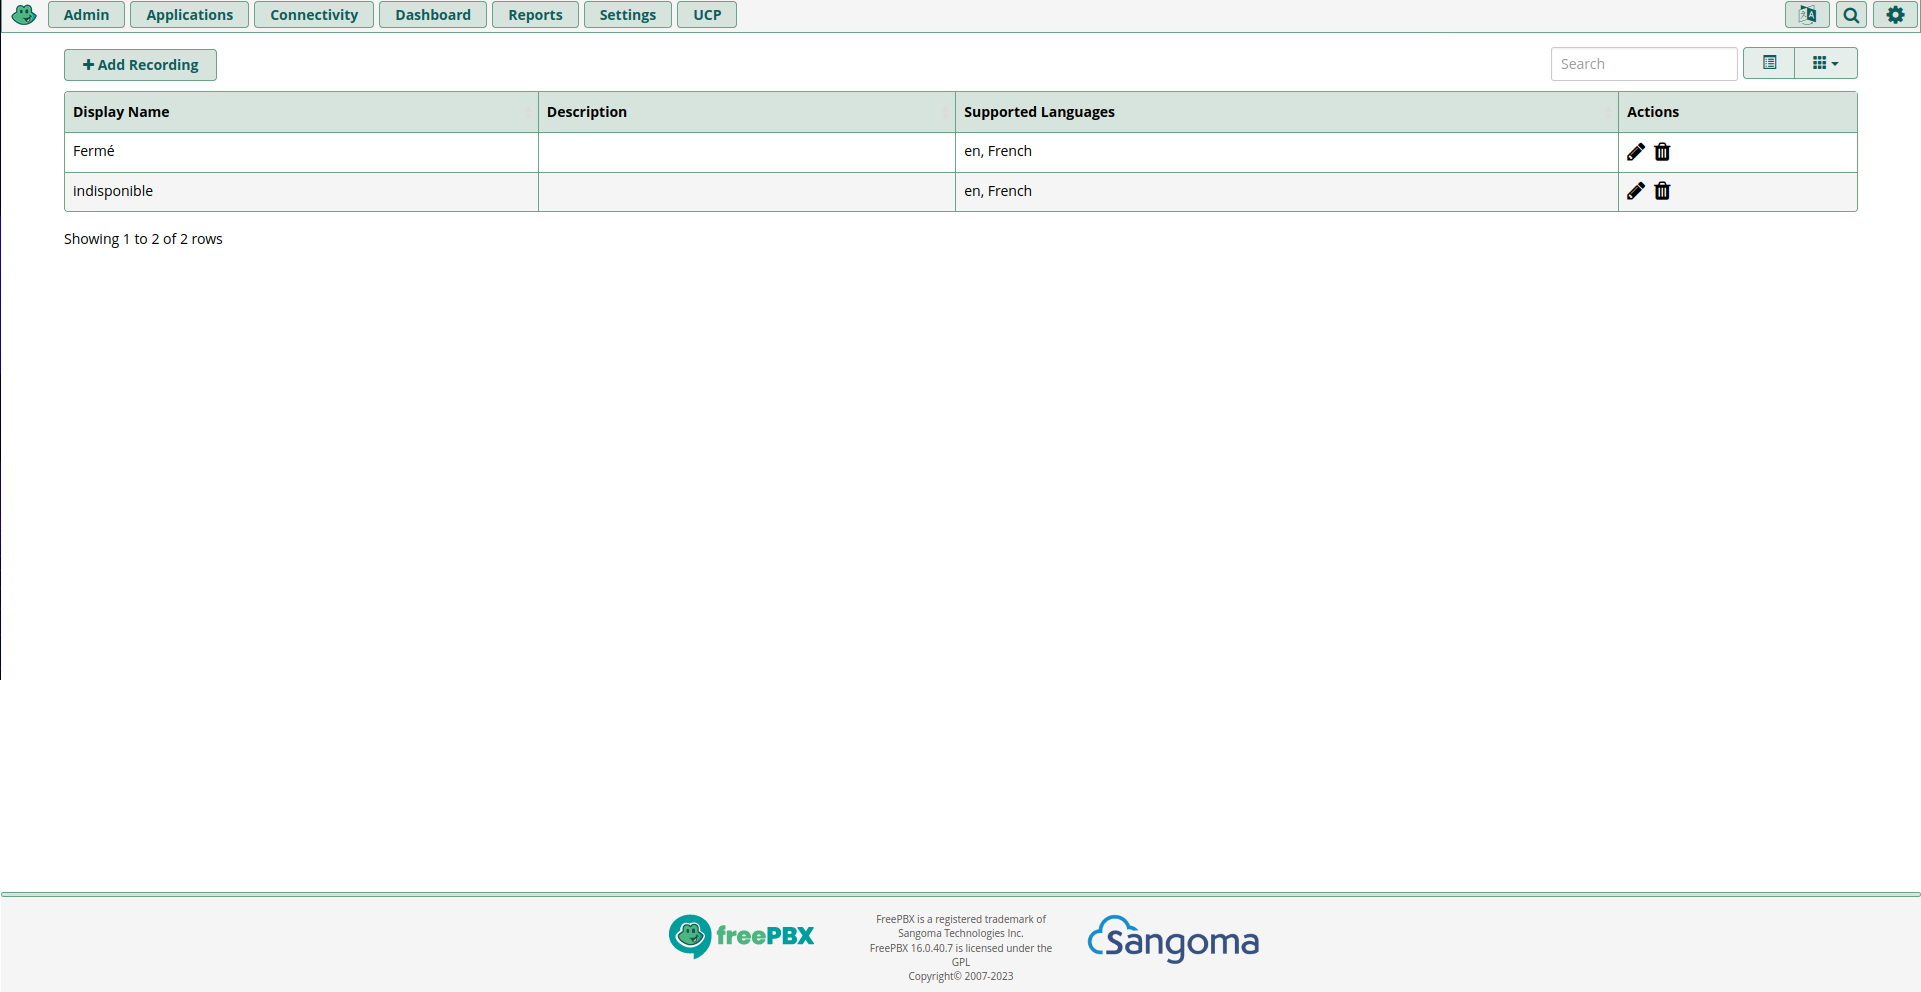 Admin Applications Connectivity Dashboard Reports Settings UCP
Add Recording Search
Display Name Description Supported Languages Actions
Fermé en, French
indisponible en, French
Showing 1 to 2 of 2 rows
freePBX
FreePBX is a registered trademark of
Sangoma Technologies Inc.
FreePBX 16.0.40.7 is licensed under the
GPL
Copyright© 2007-2023
Sangoma